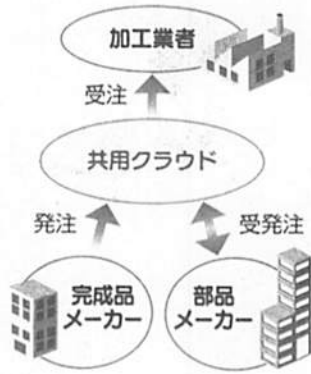 加工業者
受注
共用クラウド
発注
受発注
完成品
メーカー
部品
メーカー